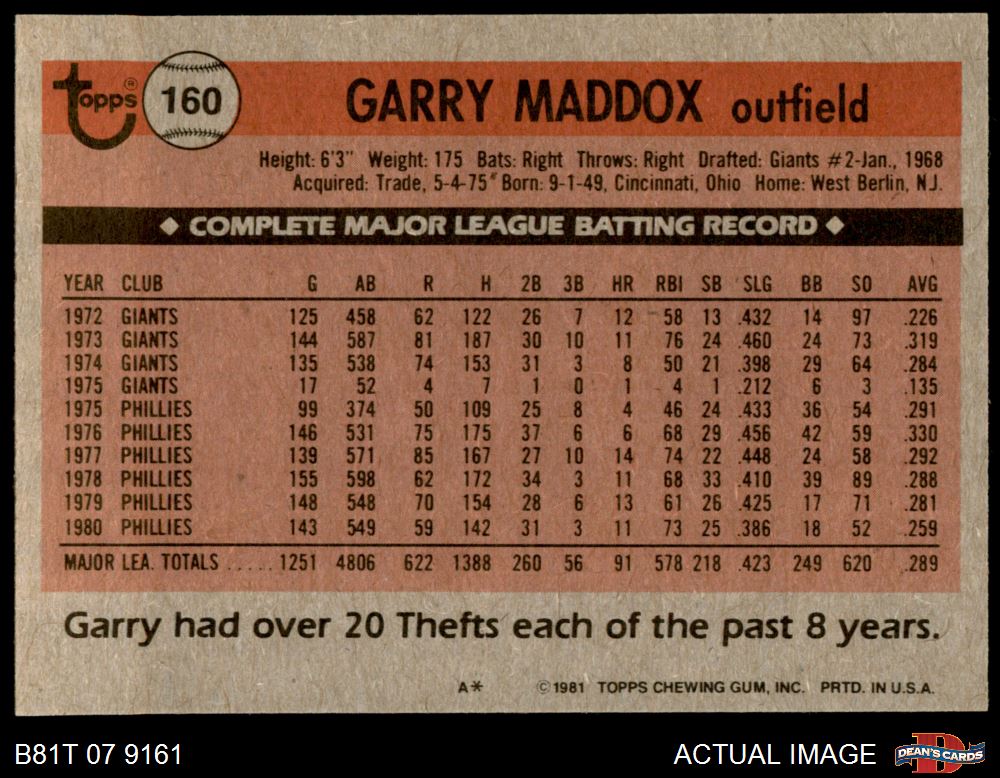 Topps® 160 GARRY MADDOX outfield
Height: 6'3" Weight: 175 Bats: Right Throws: Right Drafted: Giants #2-Jan., 1968
Acquired: Trade, 5-4-75 Born: 9-1-49, Cincinnati, Ohio Home: West Berlin, N.J.
◆ COMPLETE MAJOR LEAGUE BATTING RECORD ◆
YEAR CLUB G AB R H 2B 3B HR RBI SB SLG BB SO AVG
1972 GIANTS 125 458 62 122 26 7 12 58 13 .432 14 97 .226
1973 GIANTS 144 587 81 187 30 10 11 76 24 .460 24 73 .319
1974 GIANTS 135 538 74 153 31 3 8 50 21 .398 29 64 .284
1975 GIANTS 17 52 4 7 1 0 1 4 1 .212 6 3 .135
1975 PHILLIES 99 374 50 109 25 8 4 46 24 .433 36 54 .291
1976 PHILLIES 146 531 75 175 37 6 6 68 29 .456 42 59 .330
1977 PHILLIES 139 571 85 167 27 10 14 74 22 .448 24 58 .292
1978 PHILLIES 155 598 62 172 34 3 11 68 33 .410 39 89 .288
1979 PHILLIES 148 548 70 154 28 6 13 61 26 .425 17 71 .281
1980 PHILLIES 143 549 59 142 31 3 11 73 25 .386 18 52 .259
MAJOR LEA. TOTALS ..... 1251 4806 622 1388 260 56 91 578 218 .423 249 620 .289
Garry had over 20 Thefts each of the past 8 years.
A* ©1981 TOPPS CHEWING GUM, INC. PRTD. IN U.S.A.
B81T 07 9161 ACTUAL IMAGE DEAN'S CARDS